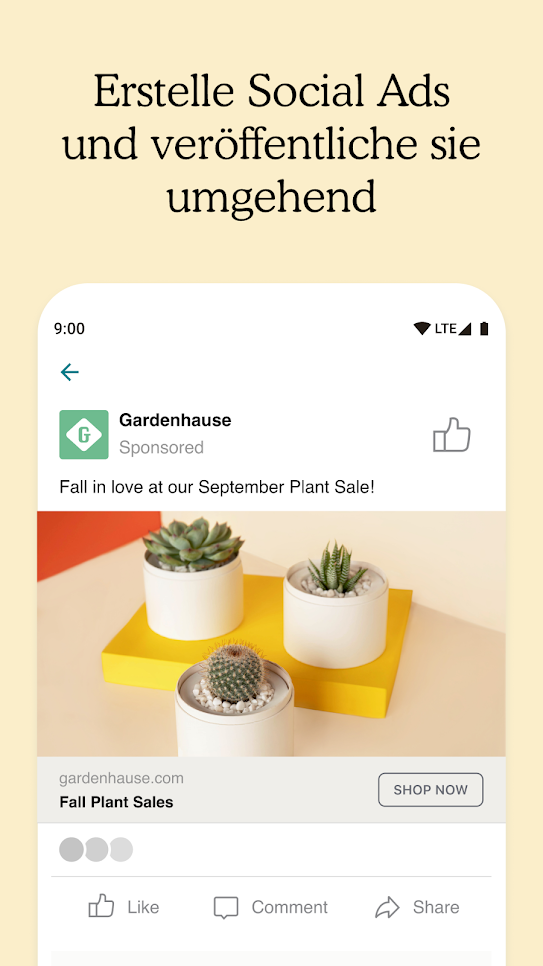 Erstelle Social Ads
und veröffentliche sie
umgehend
9:00 LTE
G Gardenhause
Sponsored
Fall in love at our September Plant Sale!
gardenhause.com
Fall Plant Sales
SHOP NOW
Like Comment Share